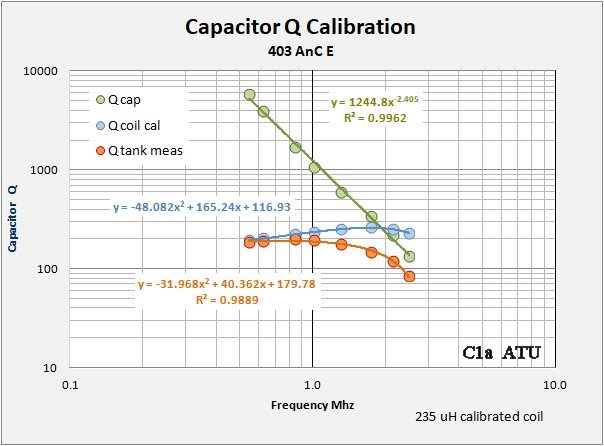 Capacitor Q Calibration
403 AnC E
10000
Q cap
Q coil cal
Q tank meas
y = 1244.8x^-2.405
R² = 0.9962
1000
y = -48.082x² + 165.24x + 116.93
Capacitor Q
100
y = -31.968x² + 40.362x + 179.78
R² = 0.9889
C1a ATU
10
0.1
1.0
10.0
Frequency Mhz
235 uH calibrated coil